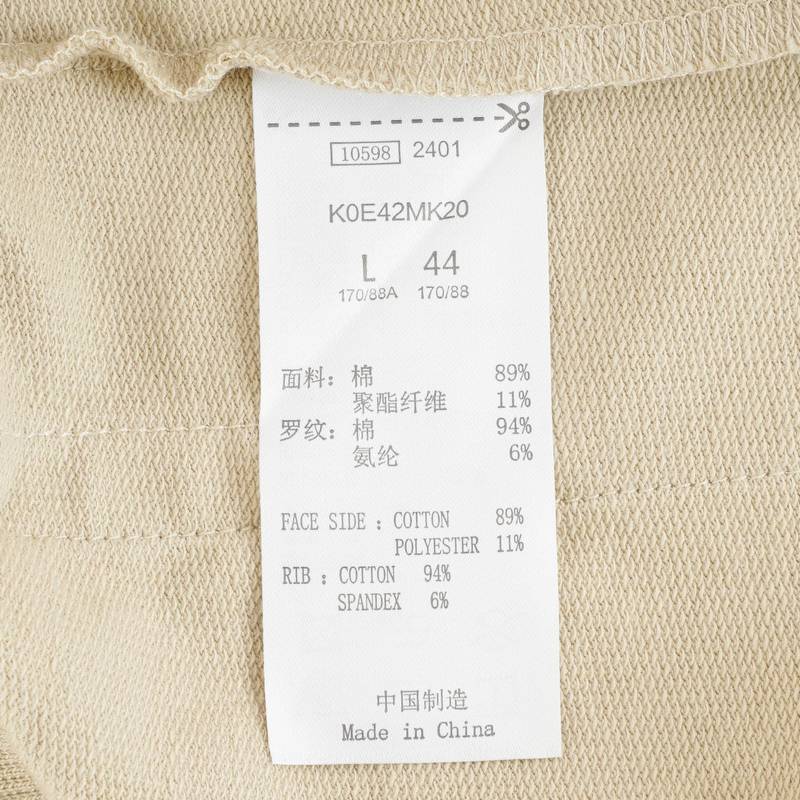 10598 2401
K0E42MK20
L 44
170/88A 170/88
面料：棉 89%
聚酯纤维 11%
罗纹：棉 94%
氨纶 6%
FACE SIDE : COTTON 89%
POLYESTER 11%
RIB : COTTON 94%
SPANDEX 6%
中国制造
Made in China